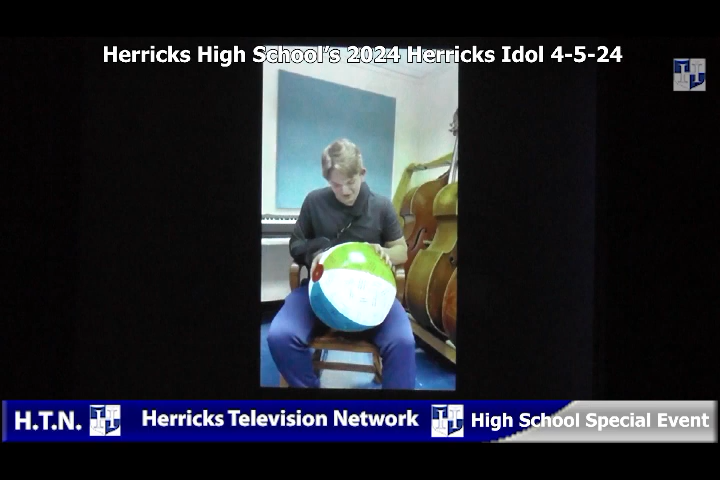 Herricks High School's 2024 Herricks Idol 4-5-24
H.T.N. Herricks Television Network High School Special Event